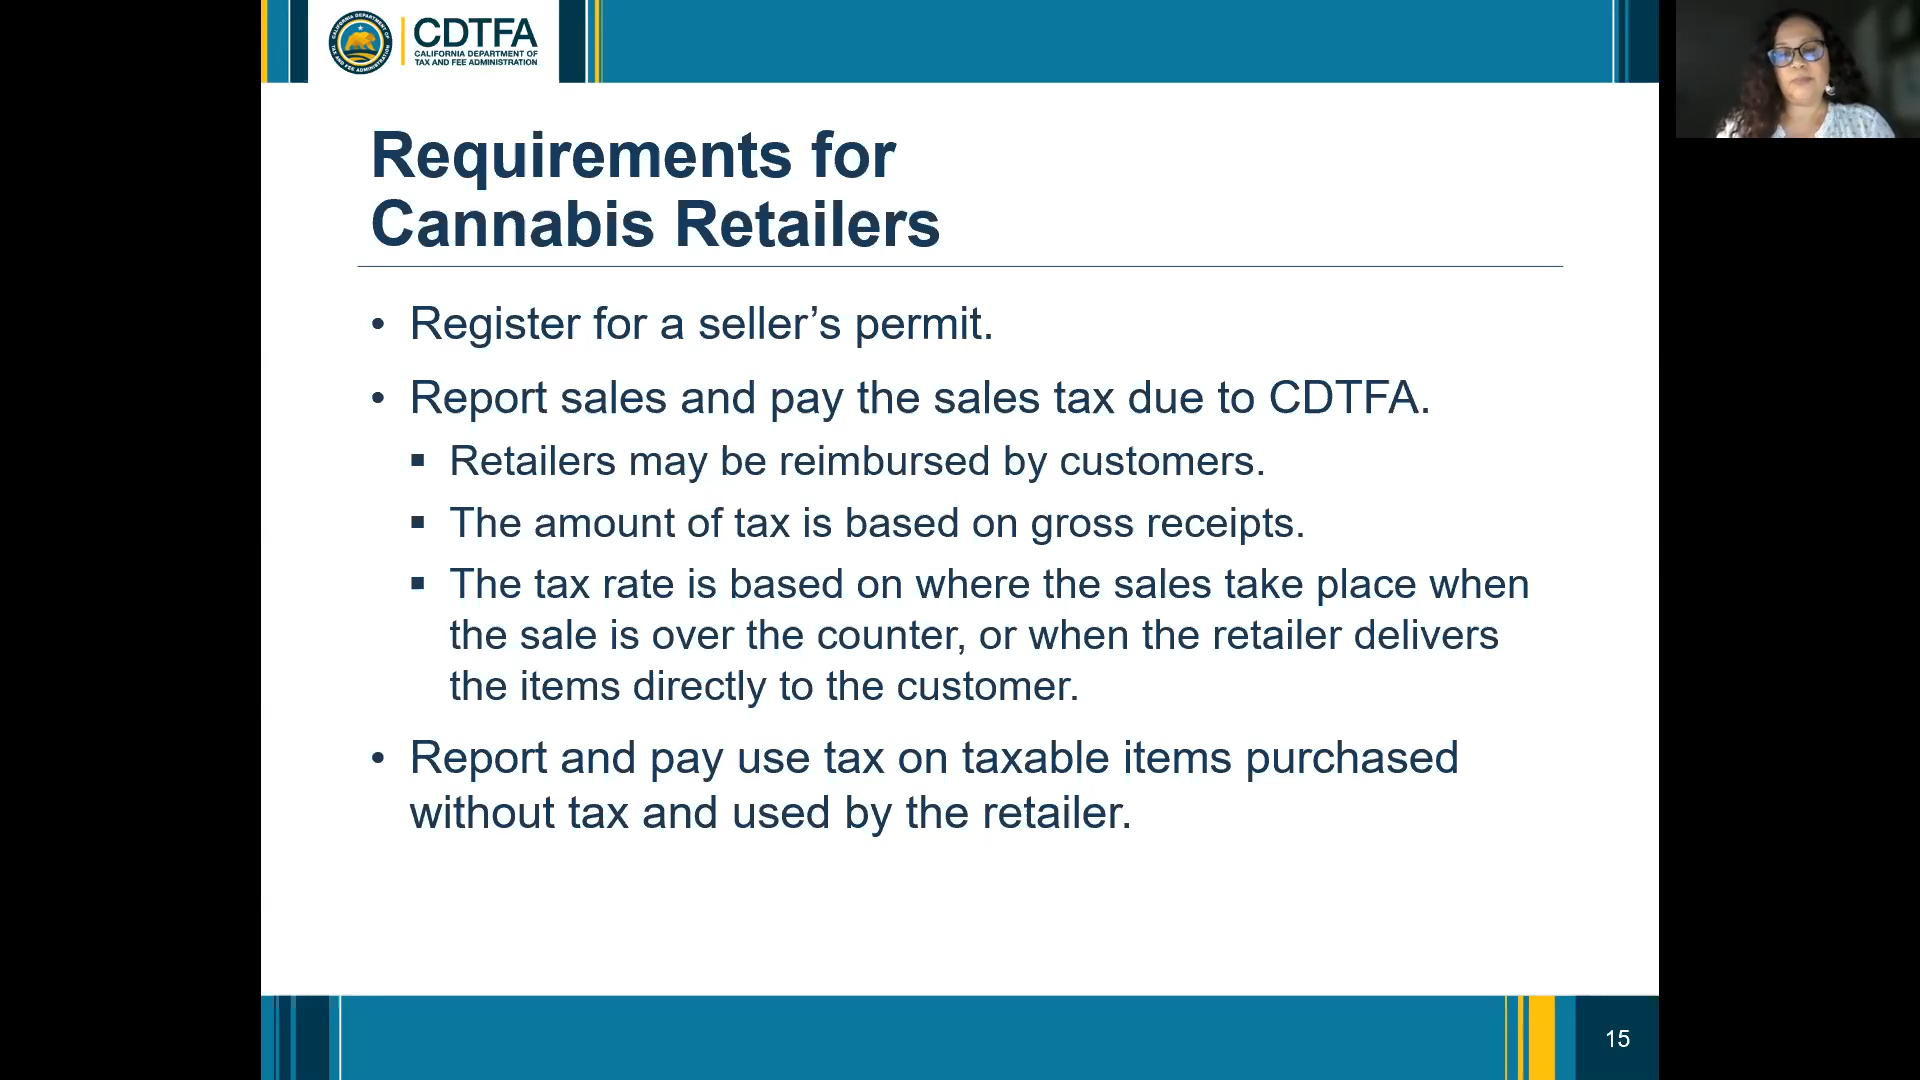 CDTFA
CALIFORNIA DEPARTMENT OF
TAX AND FEE ADMINISTRATION
Requirements for
Cannabis Retailers
• Register for a seller’s permit.
• Report sales and pay the sales tax due to CDTFA.
▪ Retailers may be reimbursed by customers.
▪ The amount of tax is based on gross receipts.
▪ The tax rate is based on where the sales take place when
the sale is over the counter, or when the retailer delivers
the items directly to the customer.
• Report and pay use tax on taxable items purchased
without tax and used by the retailer.
15